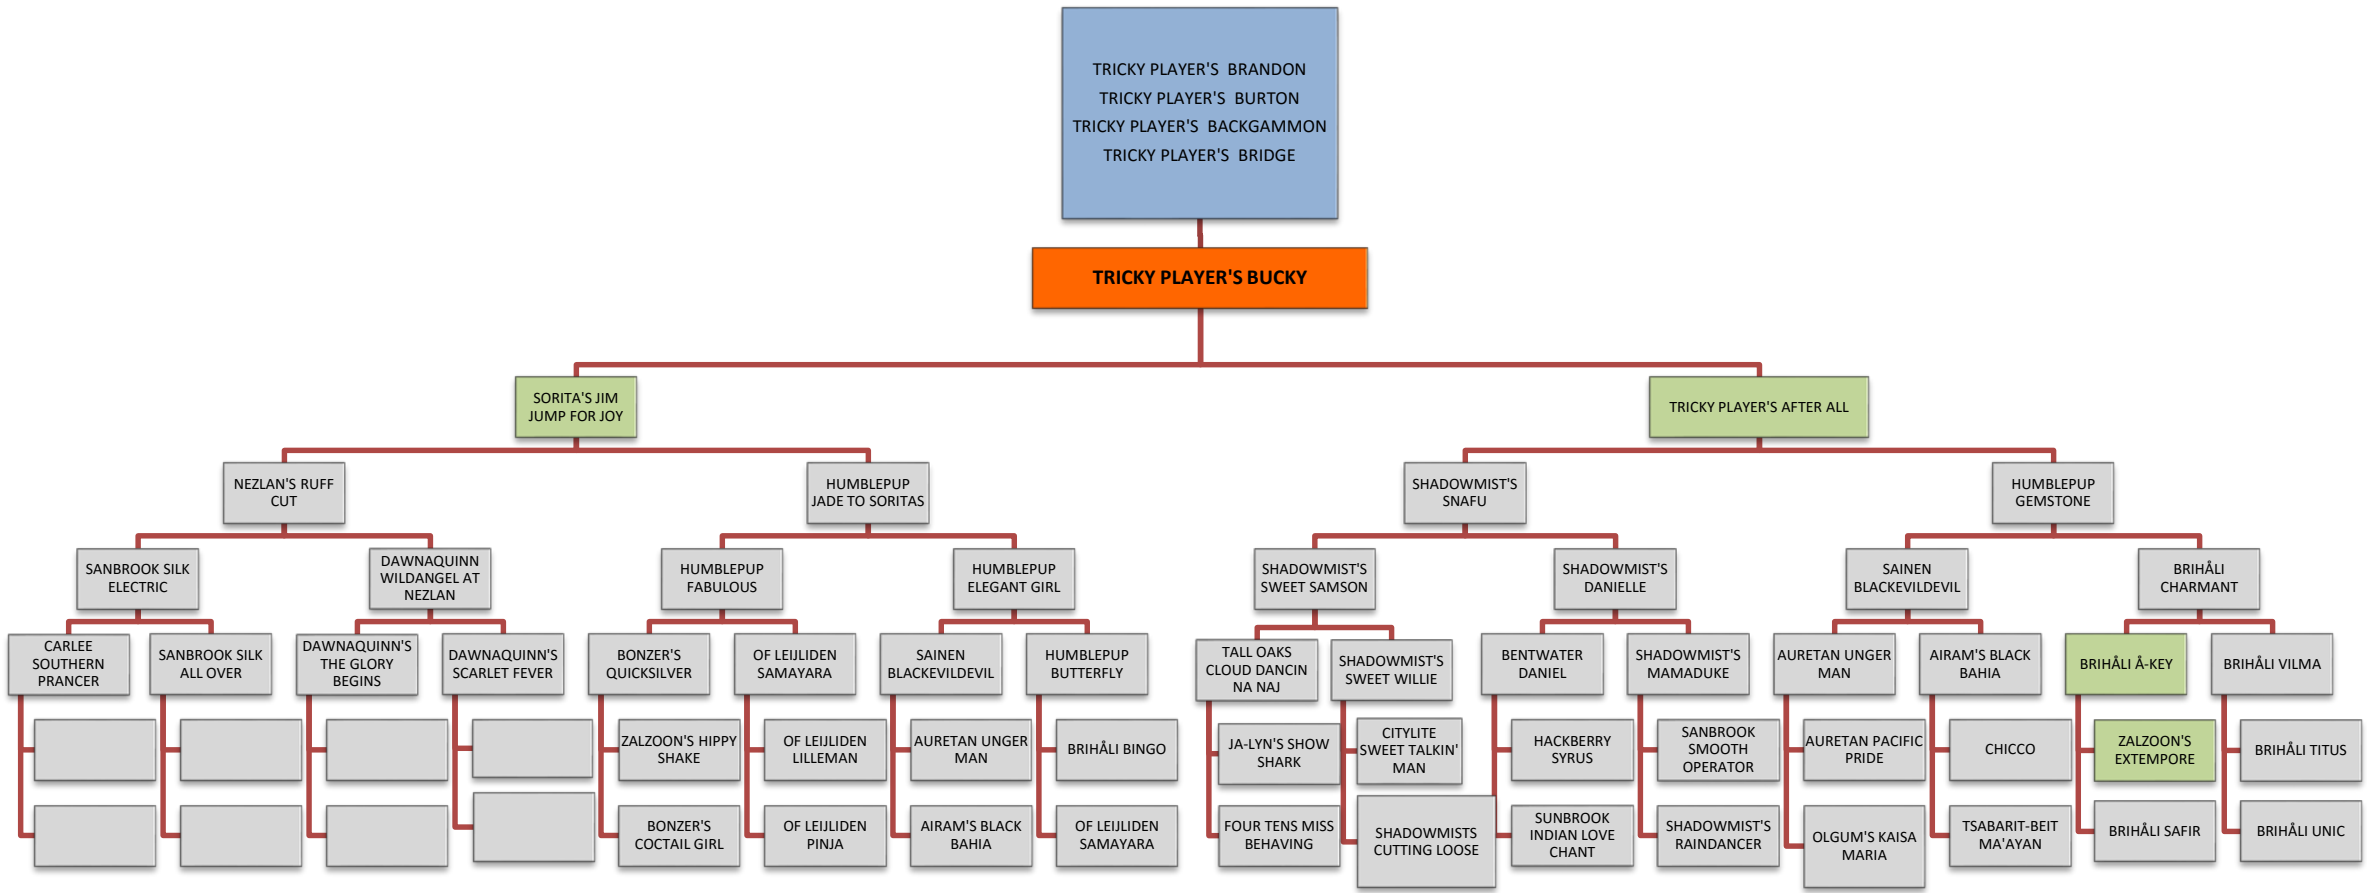 TRICKY PLAYER'S BRANDON
TRICKY PLAYER'S BURTON
TRICKY PLAYER'S BACKGAMMON
TRICKY PLAYER'S BRIDGE
TRICKY PLAYER'S BUCKY
SORITA'S JIM
JUMP FOR JOY
TRICKY PLAYER'S AFTER ALL
NEZLAN'S RUFF
CUT
HUMBLEPUP
JADE TO SORITAS
SHADOWMIST'S
SNAFU
HUMBLEPUP
GEMSTONE
SANBROOK SILK
ELECTRIC
DAWNAQUINN
WILDANGEL AT
NEZLAN
HUMBLEPUP
FABULOUS
HUMBLEPUP
ELEGANT GIRL
SHADOWMIST'S
SWEET SAMSON
SHADOWMIST'S
DANIELLE
SAINEN
BLACKEVILDEVIL
BRIHÅLI
CHARMANT
CARLEE
SOUTHERN
PRANCER
SANBROOK SILK
ALL OVER
DAWNAQUINN'S
THE GLORY
BEGINS
DAWNAQUINN'S
SCARLET FEVER
BONZER'S
QUICKSILVER
OF LEIJLIDEN
SAMAYARA
SAINEN
BLACKEVILDEVIL
HUMBLEPUP
BUTTERFLY
TALL OAKS
CLOUD DANCIN
NA NAJ
SHADOWMIST'S
SWEET WILLIE
BENTWATER
DANIEL
SHADOWMIST'S
MAMADUKE
AURETAN UNGER
MAN
AIRAM'S BLACK
BAHIA
BRIHÅLI Å-KEY
BRIHÅLI VILMA
ZALZOON'S HIPPY
SHAKE
OF LEIJLIDEN
LILLEMAN
AURETAN UNGER
MAN
BRIHÅLI BINGO
JA-LYN'S SHOW
SHARK
CITYLITE
SWEET TALKIN'
MAN
HACKBERRY
SYRUS
SANBROOK
SMOOTH
OPERATOR
AURETAN PACIFIC
PRIDE
CHICCO
ZALZOON'S
EXTEMPORE
BRIHÅLI TITUS
BONZER'S
COCTAIL GIRL
OF LEIJLIDEN
PINJA
AIRAM'S BLACK
BAHIA
OF LEIJLIDEN
SAMAYARA
FOUR TENS MISS
BEHAVING
SHADOWMISTS
CUTTING LOOSE
SUNBROOK
INDIAN LOVE
CHANT
SHADOWMIST'S
RAINDANCER
OLGUM'S KAISA
MARIA
TSABARIT-BEIT
MA'AYAN
BRIHÅLI SAFIR
BRIHÅLI UNIC